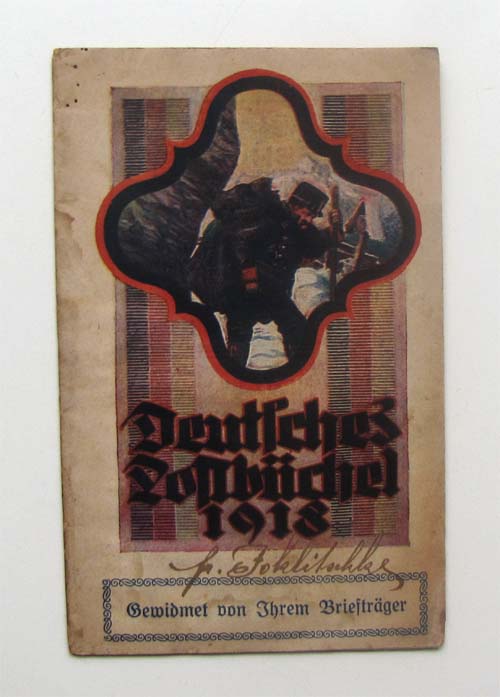 Deutsches
Postbüchel
1918
Gewidmet von Ihrem Briefträger